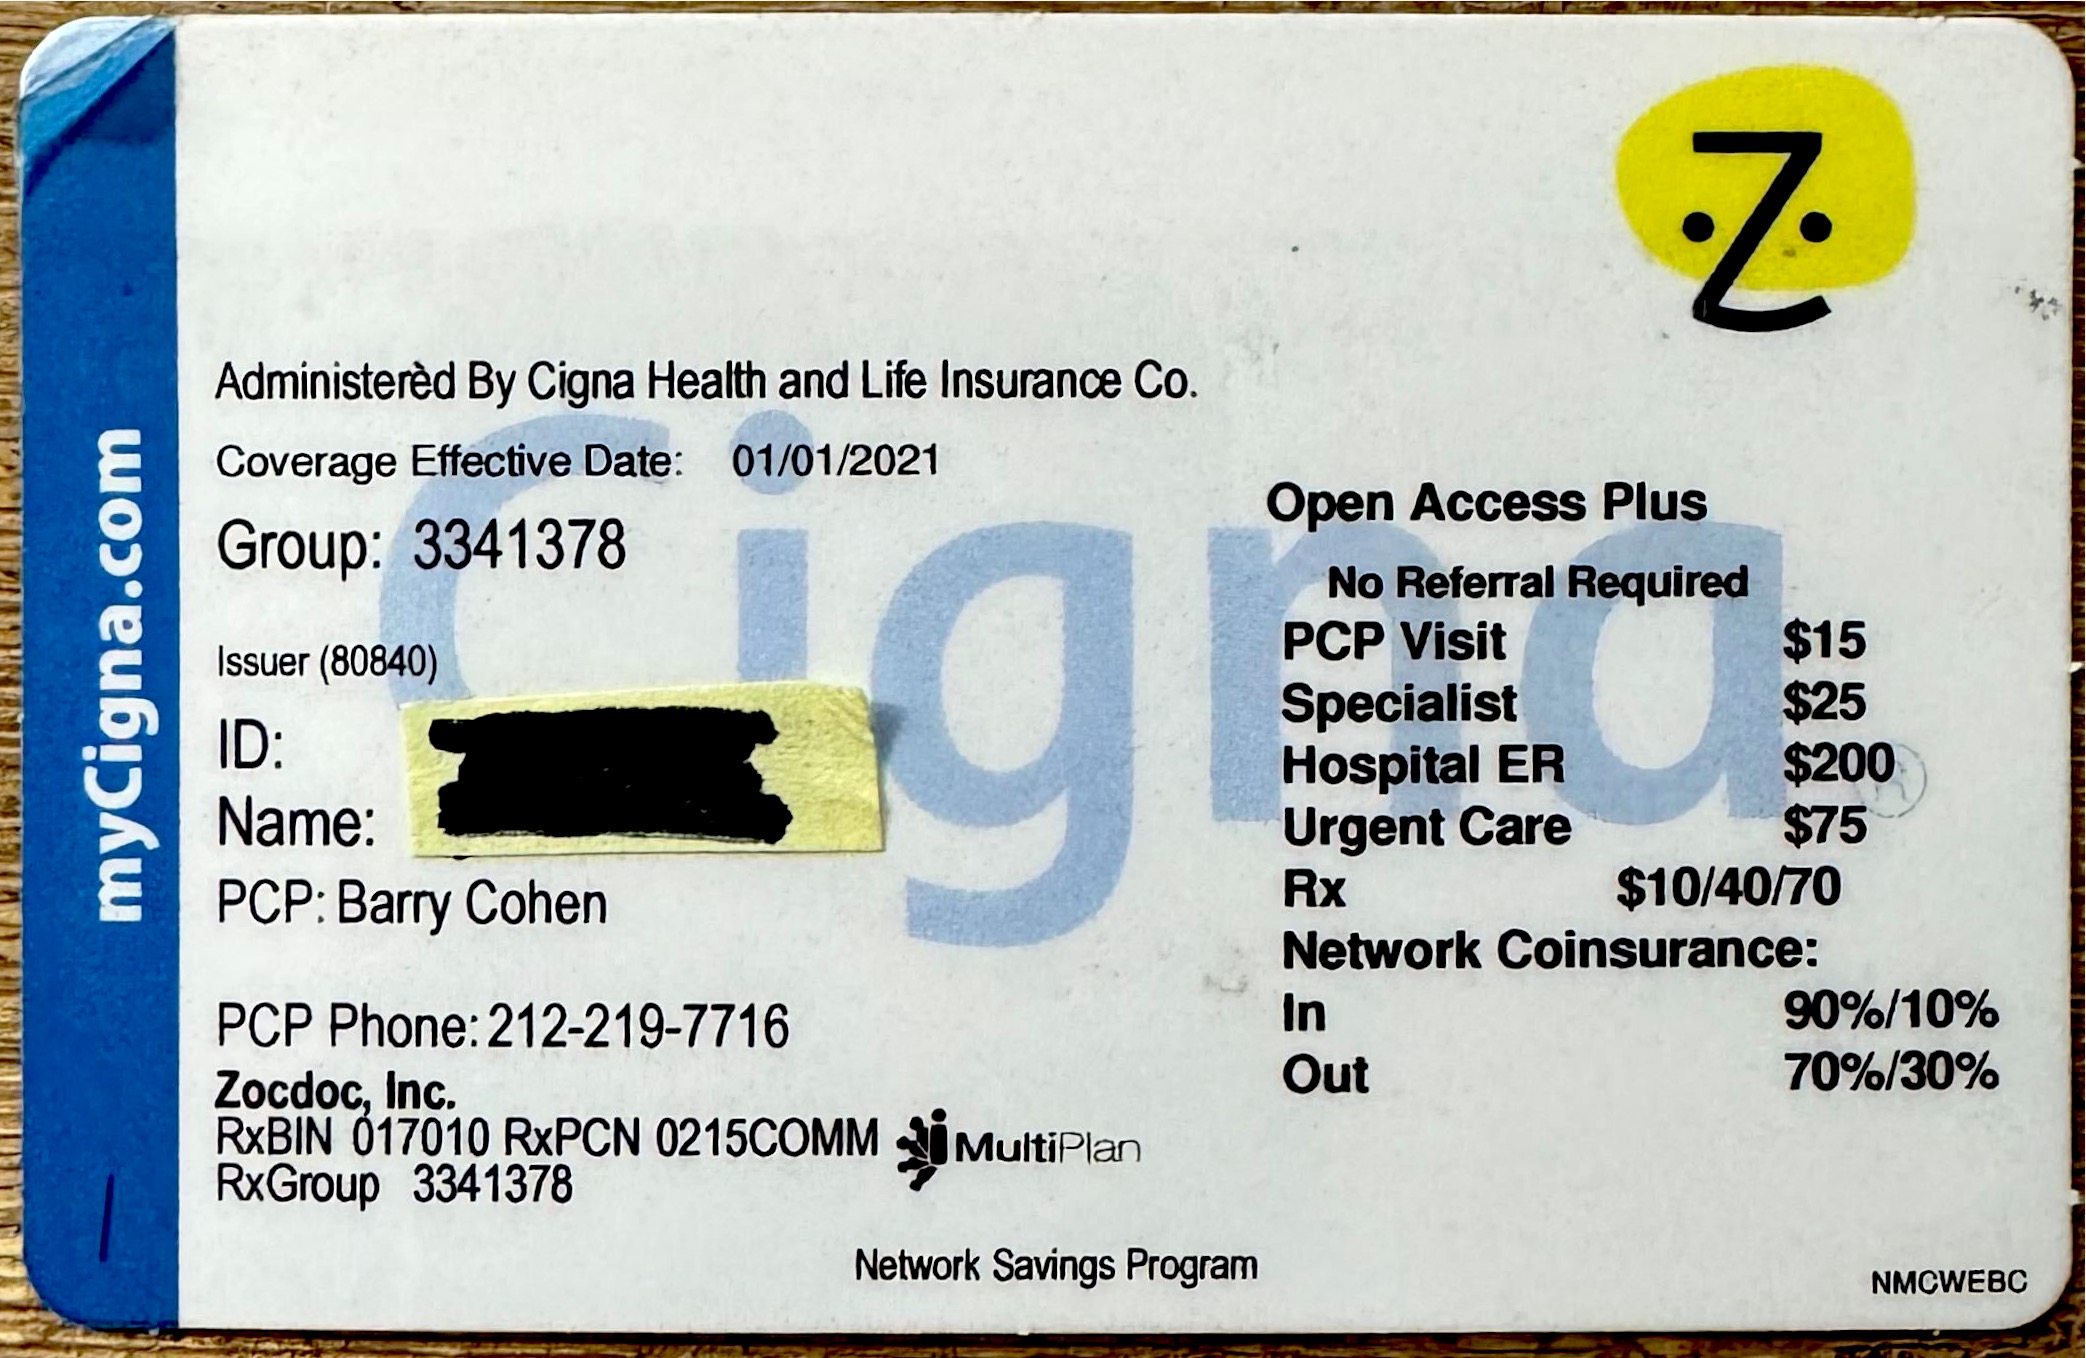 myCigna.com
Z
Administerèd By Cigna Health and Life Insurance Co.
Coverage Effective Date: 01/01/2021
Group: 3341378
Issuer (80840)
ID:
Name:
PCP: Barry Cohen
PCP Phone: 212-219-7716
Zocdoc, Inc.
RxBIN 017010 RxPCN 0215COMM MultiPlan
RxGroup 3341378
Cigna
Open Access Plus
No Referral Required
PCP Visit $15
Specialist $25
Hospital ER $200
Urgent Care $75
Rx $10/40/70
Network Coinsurance:
In 90%/10%
Out 70%/30%
Network Savings Program
NMCWEBC